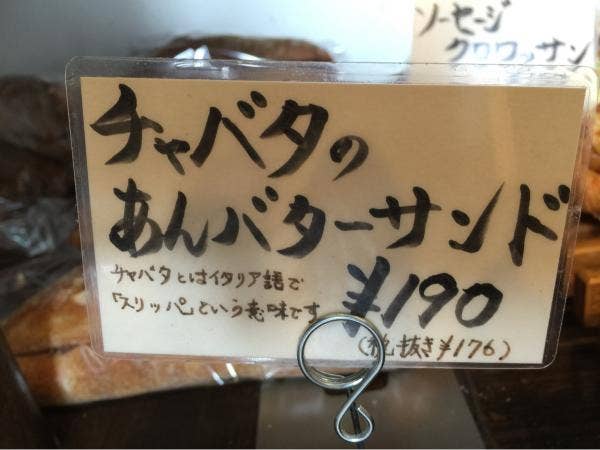 ソーセージ
クロワッサン
チャバタの
あんバターサンド
チャバタとはイタリア語で
「スリッパ」という意味です
¥190
(税抜き¥176)